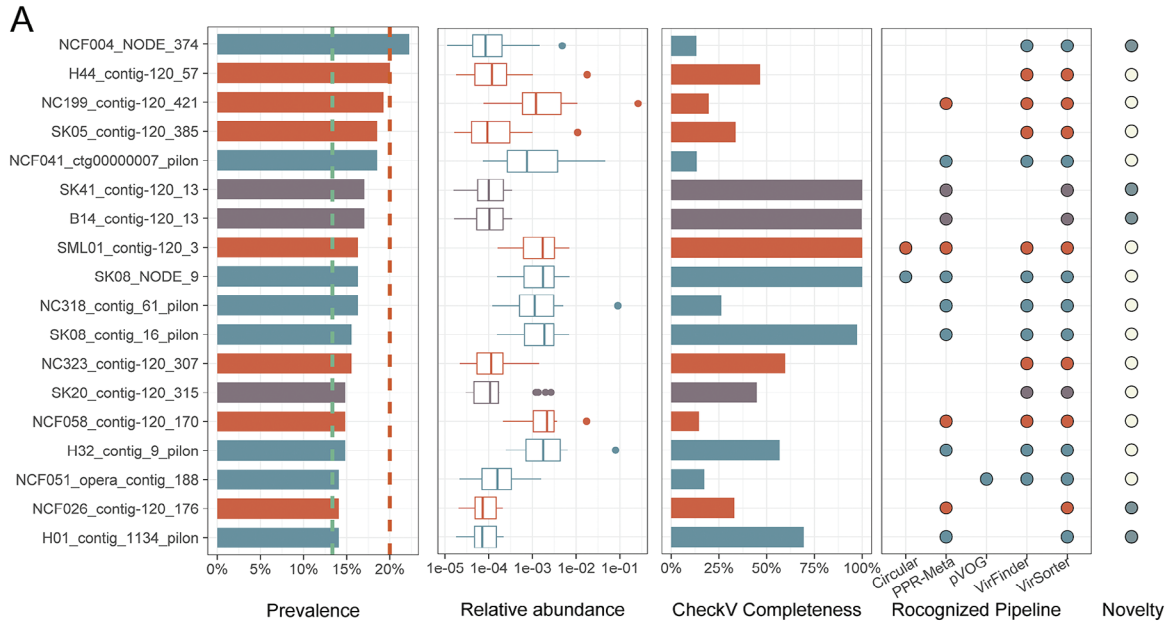 A
NCF004_NODE_374
H44_contig-120_57
NC199_contig-120_421
SK05_contig-120_385
NCF041_ctg00000007_pilon
SK41_contig-120_13
B14_contig-120_13
SML01_contig-120_3
SK08_NODE_9
NC318_contig_61_pilon
SK08_contig_16_pilon
NC323_contig-120_307
SK20_contig-120_315
NCF058_contig-120_170
H32_contig_9_pilon
NCF051_opera_contig_188
NCF026_contig-120_176
H01_contig_1134_pilon
0% 5% 10% 15% 20%
1e-05 1e-04 1e-03 1e-02 1e-01
0% 25% 50% 75% 100%
Circular PPR-Meta pVOG VirFinder VirSorter
Prevalence Relative abundance CheckV Completeness Rocognized Pipeline Novelty